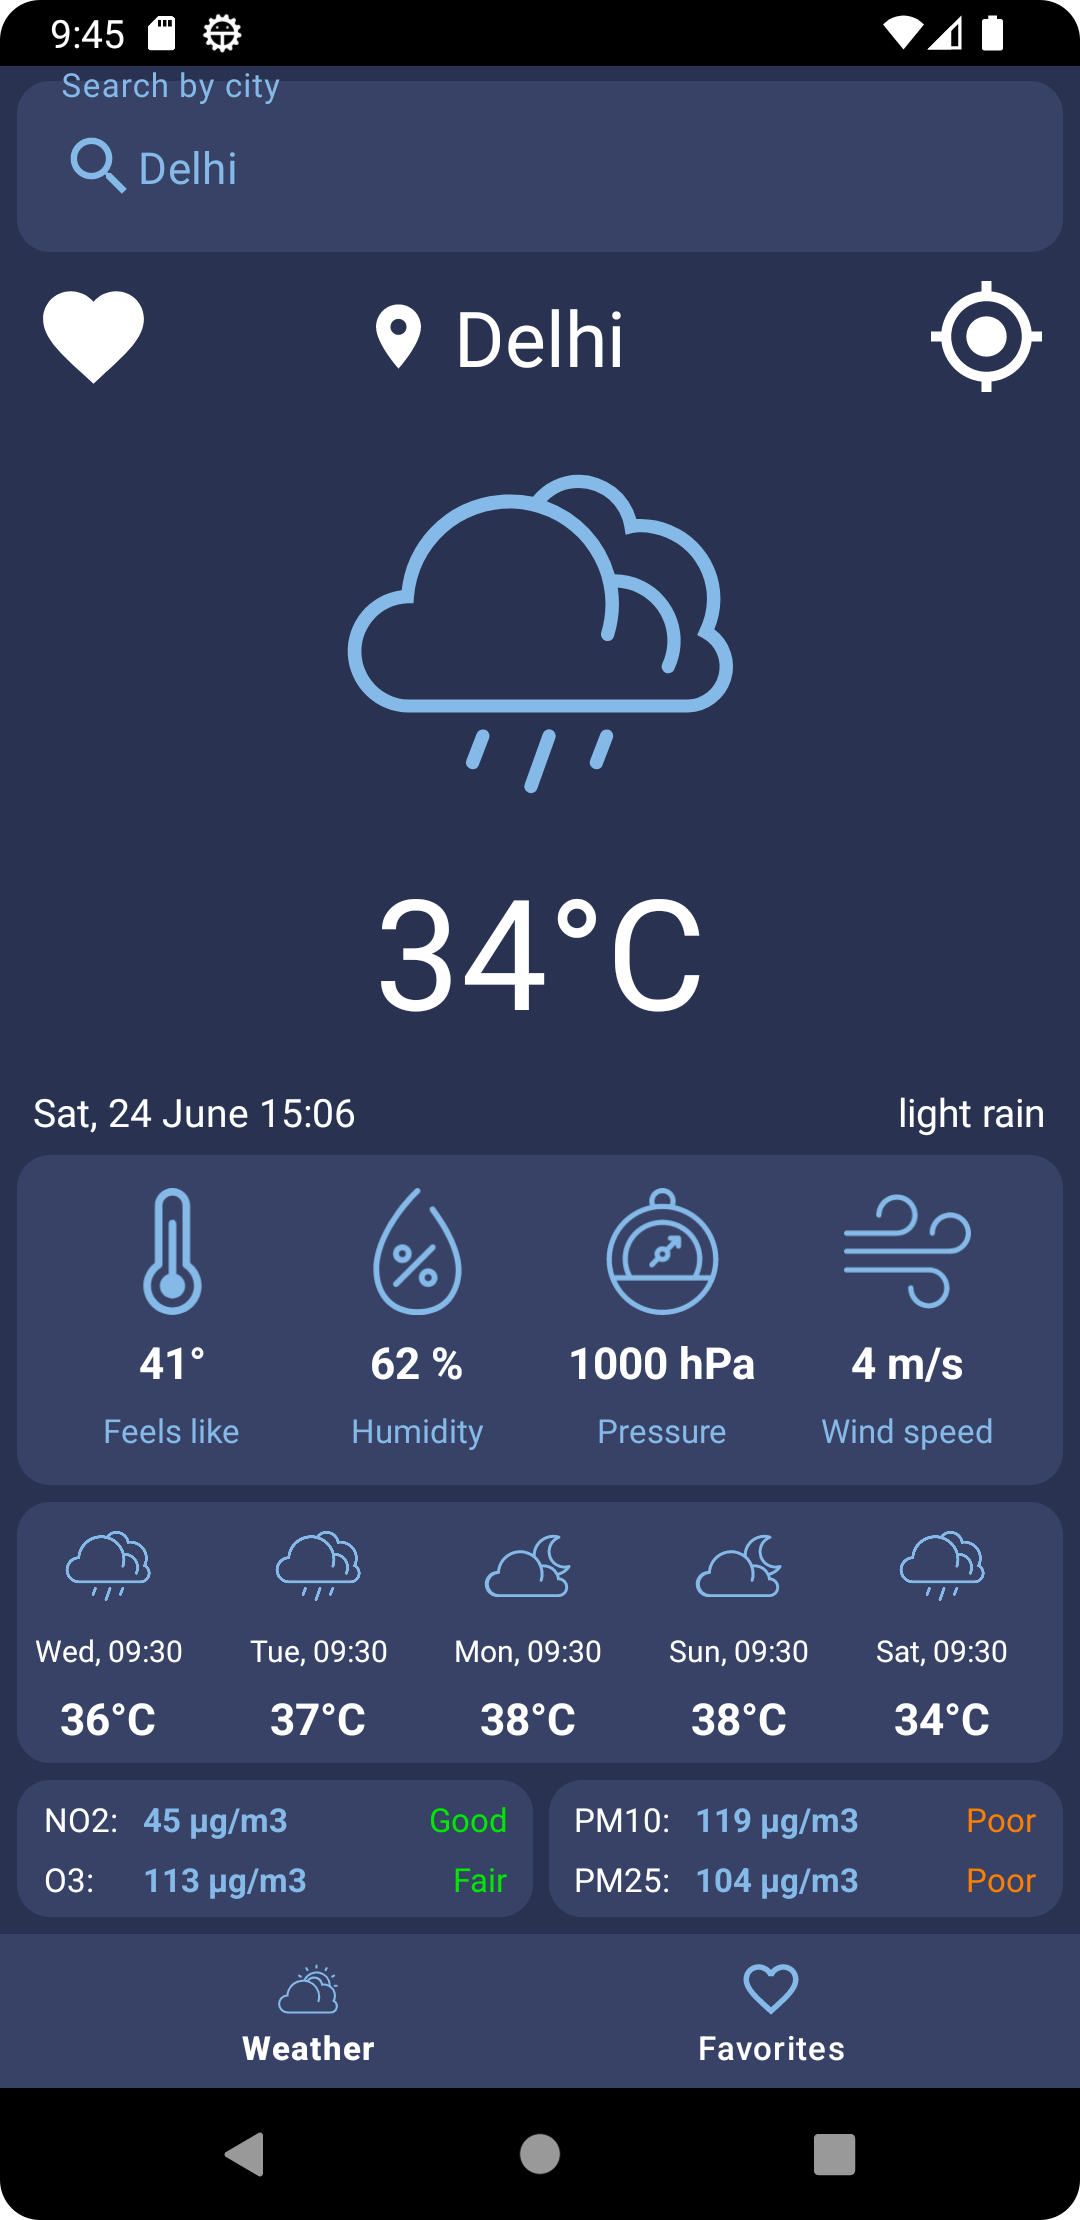 9:45
Search by city
Delhi
Delhi
34°C
Sat, 24 June 15:06 light rain
41° 62 % 1000 hPa 4 m/s
Feels like Humidity Pressure Wind speed
Wed, 09:30 Tue, 09:30 Mon, 09:30 Sun, 09:30 Sat, 09:30
36°C 37°C 38°C 38°C 34°C
NO2: 45 µg/m3 Good
O3: 113 µg/m3 Fair
PM10: 119 µg/m3 Poor
PM25: 104 µg/m3 Poor
Weather Favorites